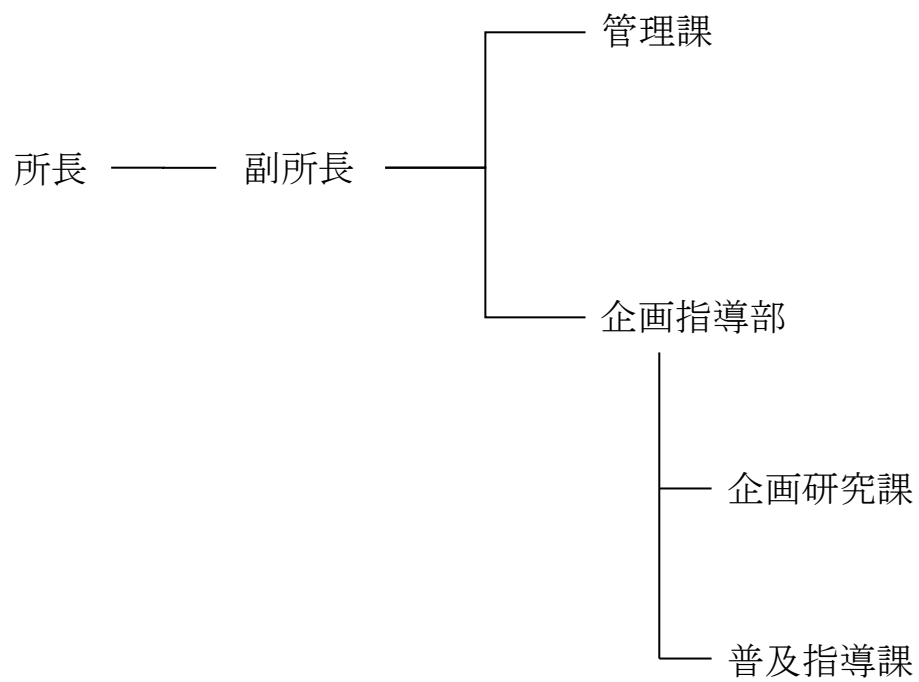 管理課
所長
副所長
企画指導部
企画研究課
普及指導課